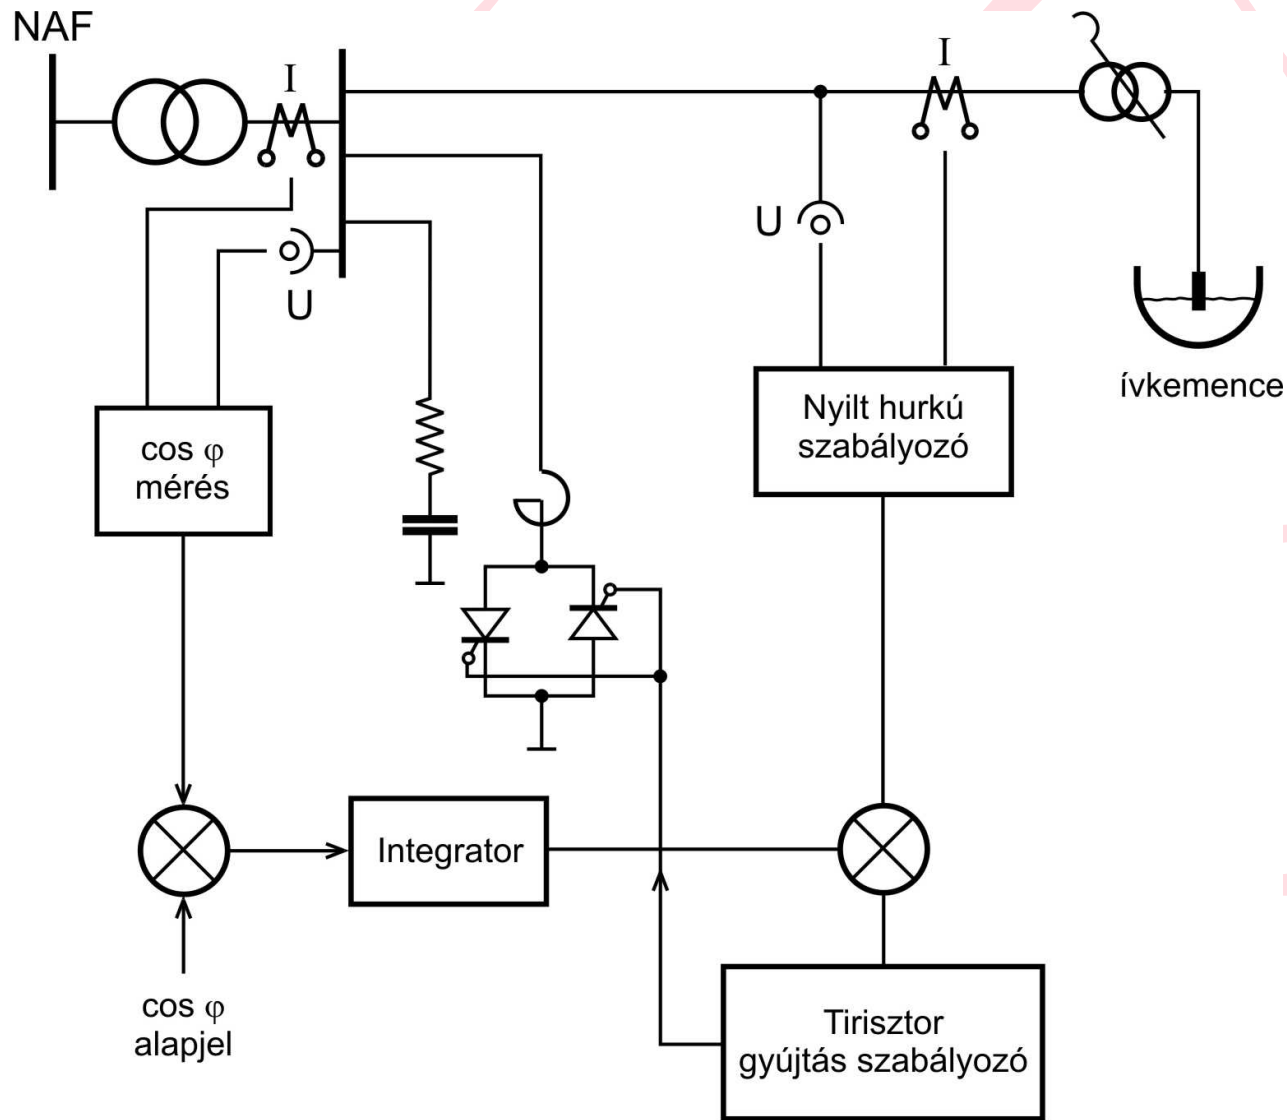 NAF
I
I
U
U
ívkemence
Nyilt hurkú
szabályozó
cos φ
mérés
Integrator
cos φ
alapjel
Tirisztor
gyújtás szabályozó